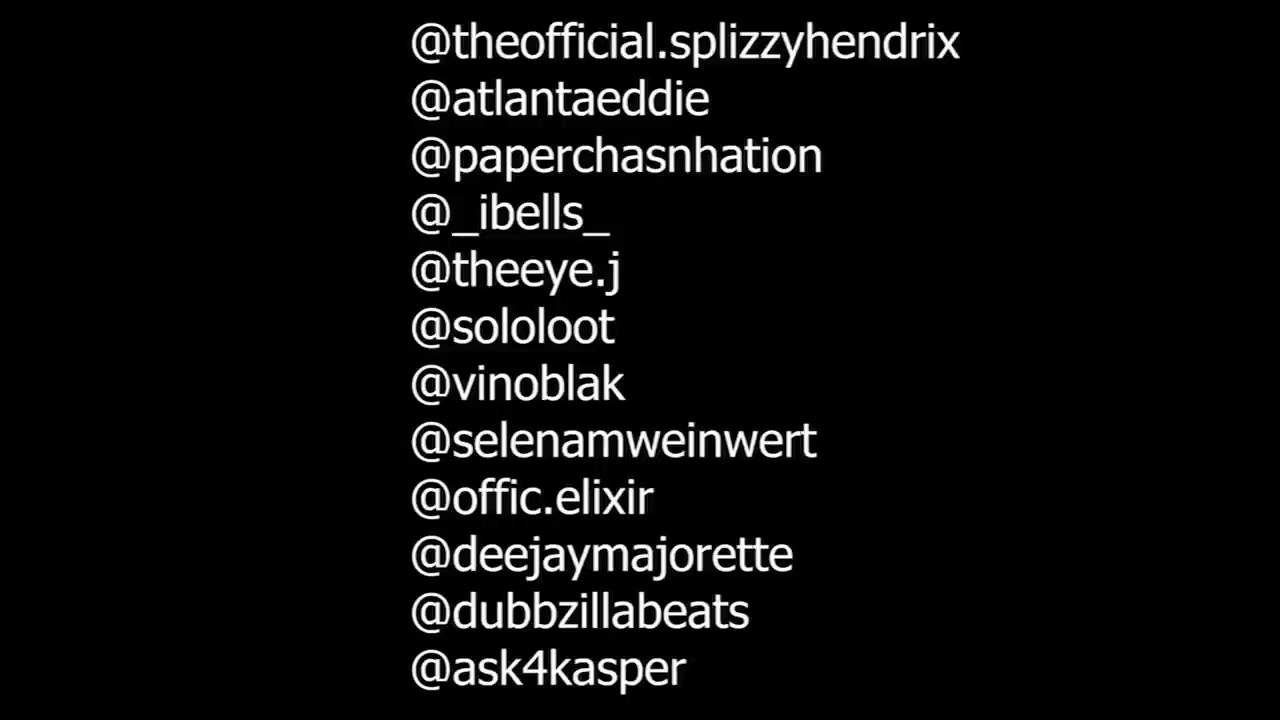 @theofficial.splizzyhendrix
@atlantaeddie
@paperchasnhation
@_ibells_
@theeye.j
@sololoot
@vinoblak
@selenamweinwert
@offic.elixir
@deejaymajorette
@dubbzillabeats
@ask4kasper